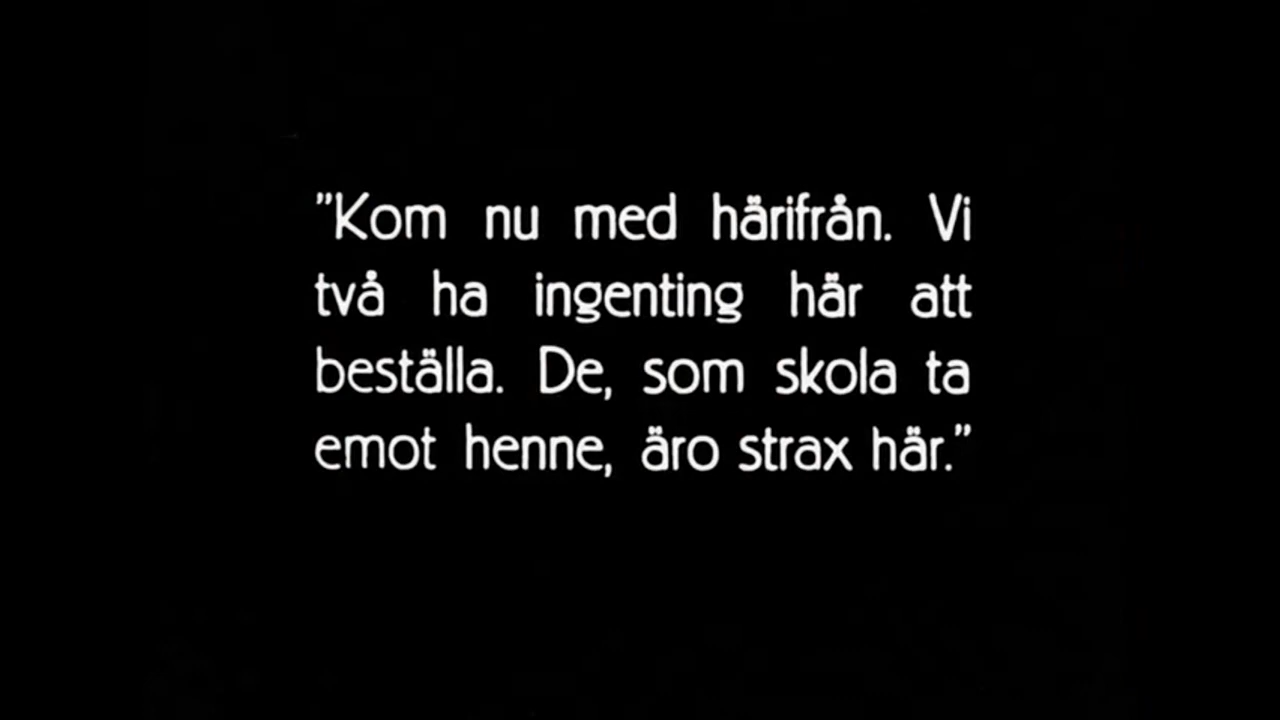 ”Kom nu med härifrån. Vi
två ha ingenting här att
beställa. De, som skola ta
emot henne, äro strax här.”